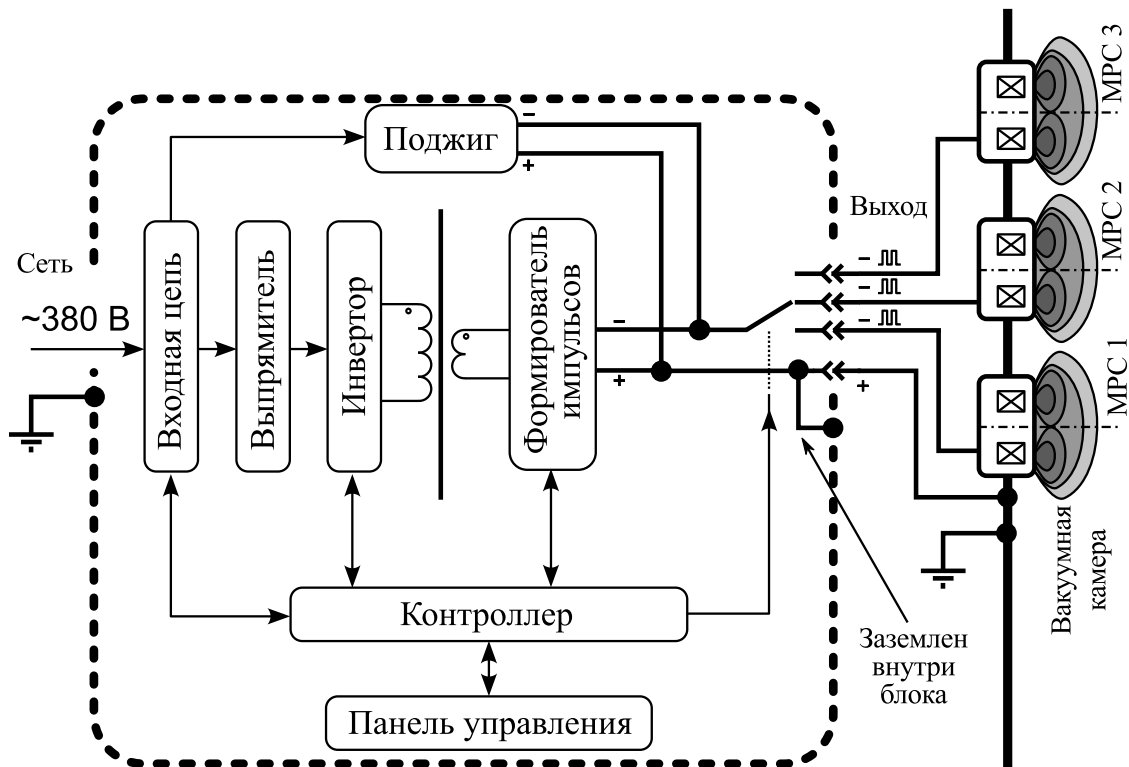 Поджиг
−
+
Сеть
~380 В
Входная цепь
Выпрямитель
Инвертор
Формирователь
импульсов
−
+
Выход
−
−
−
+
МРС 3
МРС 2
МРС 1
Вакуумная
камера
Контроллер
Панель управления
Заземлен
внутри
блока